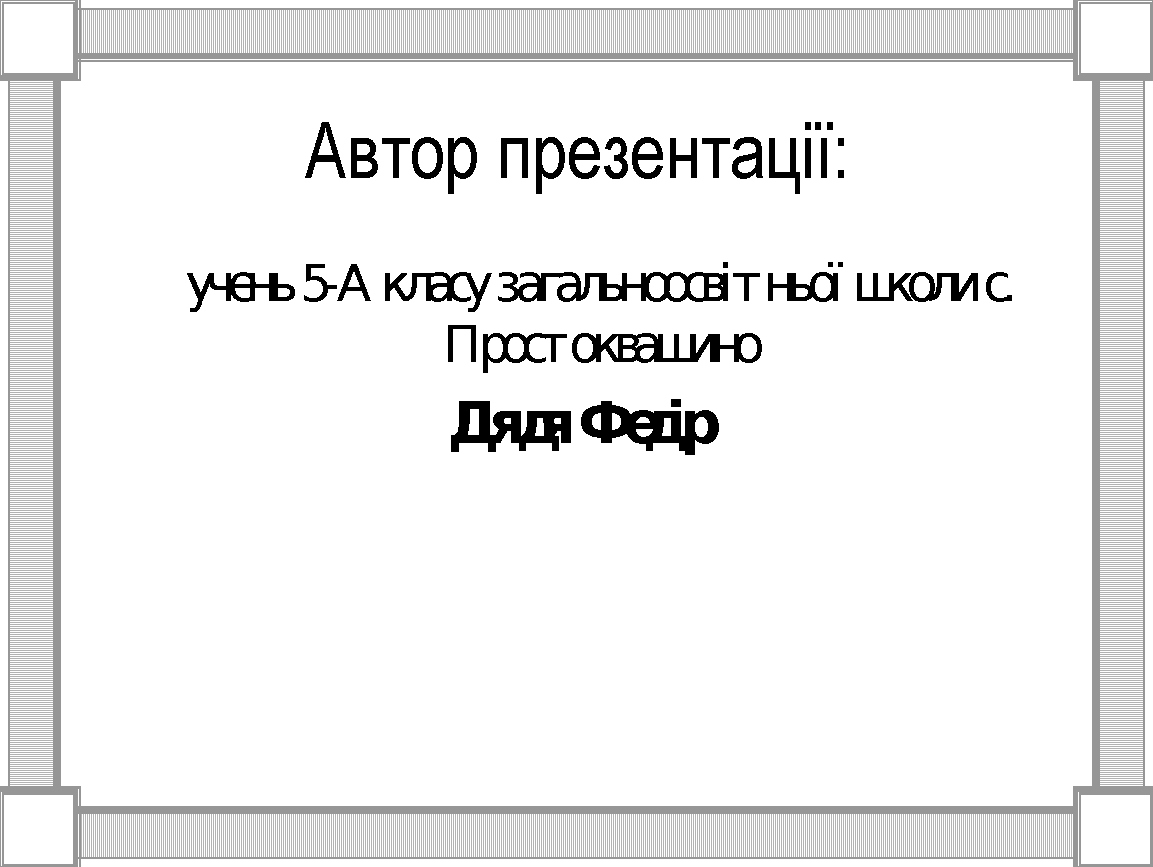 Автор презентації:
учень 5-А класу загальноосвітньої школи с.
Простоквашино
Дядя Федір